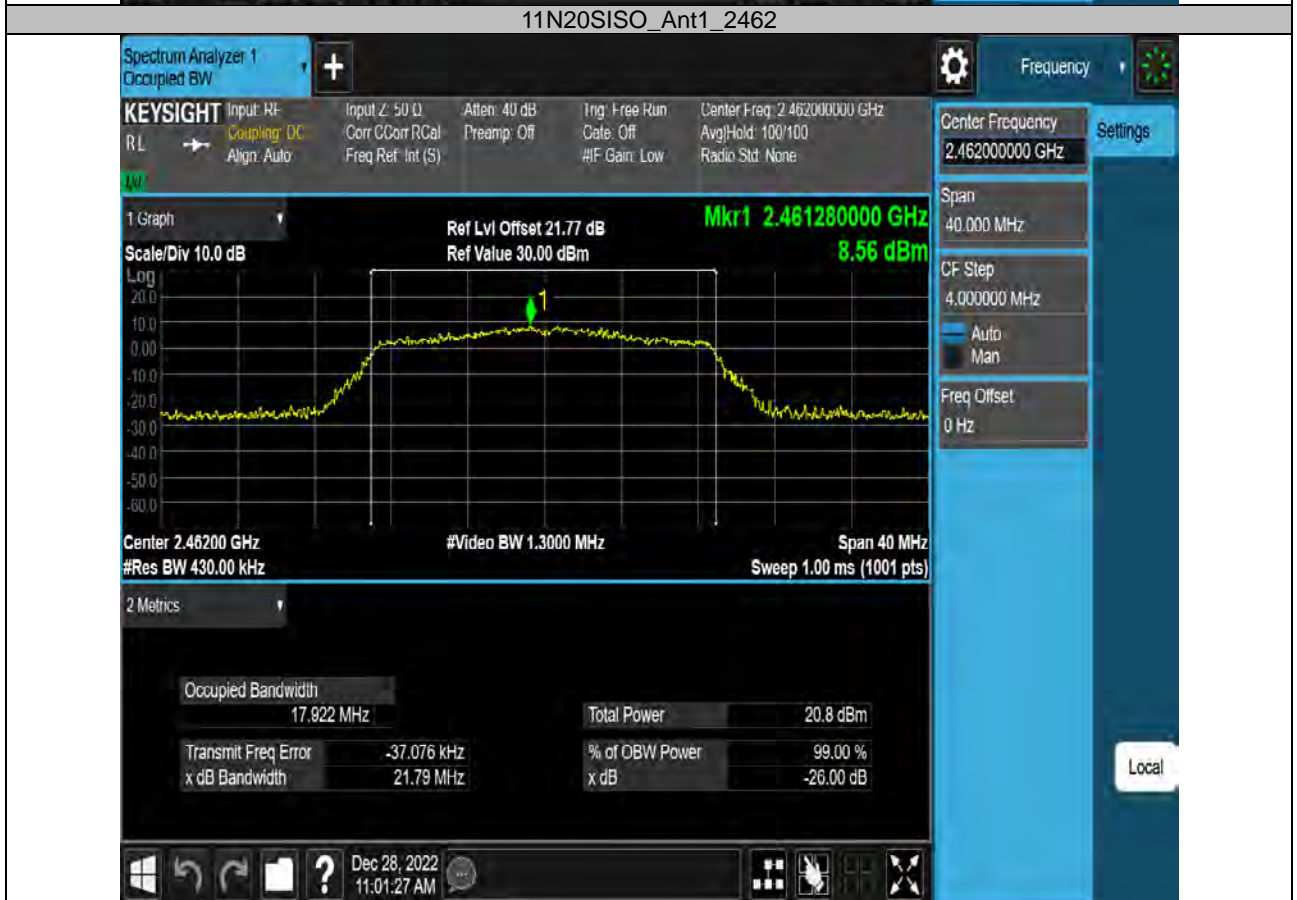 11N20SISO_Ant1_2462
Spectrum Analyzer 1
Occupied BW
Frequency
KEYSIGHT Input: RF
RL
Coupling: DC
Align: Auto
Input Z: 50 Ω
Corr CCorr RCal
Freq Ref: Int (S)
Atten: 40 dB
Preamp: Off
Trig: Free Run
Gate: Off
#IF Gain: Low
Center Freq: 2.462000000 GHz
Avg|Hold: 100/100
Radio Std: None
Center Frequency
2.462000000 GHz
Settings
Span
40.000 MHz
CF Step
4.000000 MHz
Auto
Man
Freq Offset
0 Hz
1 Graph
Scale/Div 10.0 dB
Ref Lvl Offset 21.77 dB
Ref Value 30.00 dBm
Mkr1 2.461280000 GHz
8.56 dBm
Log
20.0
10.0
0.00
-10.0
-20.0
-30.0
-40.0
-50.0
-60.0
1
Center 2.46200 GHz
#Video BW 1.3000 MHz
Span 40 MHz
#Res BW 430.00 kHz
Sweep 1.00 ms (1001 pts)
2 Metrics
Occupied Bandwidth
17.922 MHz
Total Power 20.8 dBm
Transmit Freq Error -37.076 kHz
% of OBW Power 99.00 %
x dB Bandwidth 21.79 MHz
x dB -26.00 dB
Local
Dec 28, 2022
11:01:27 AM